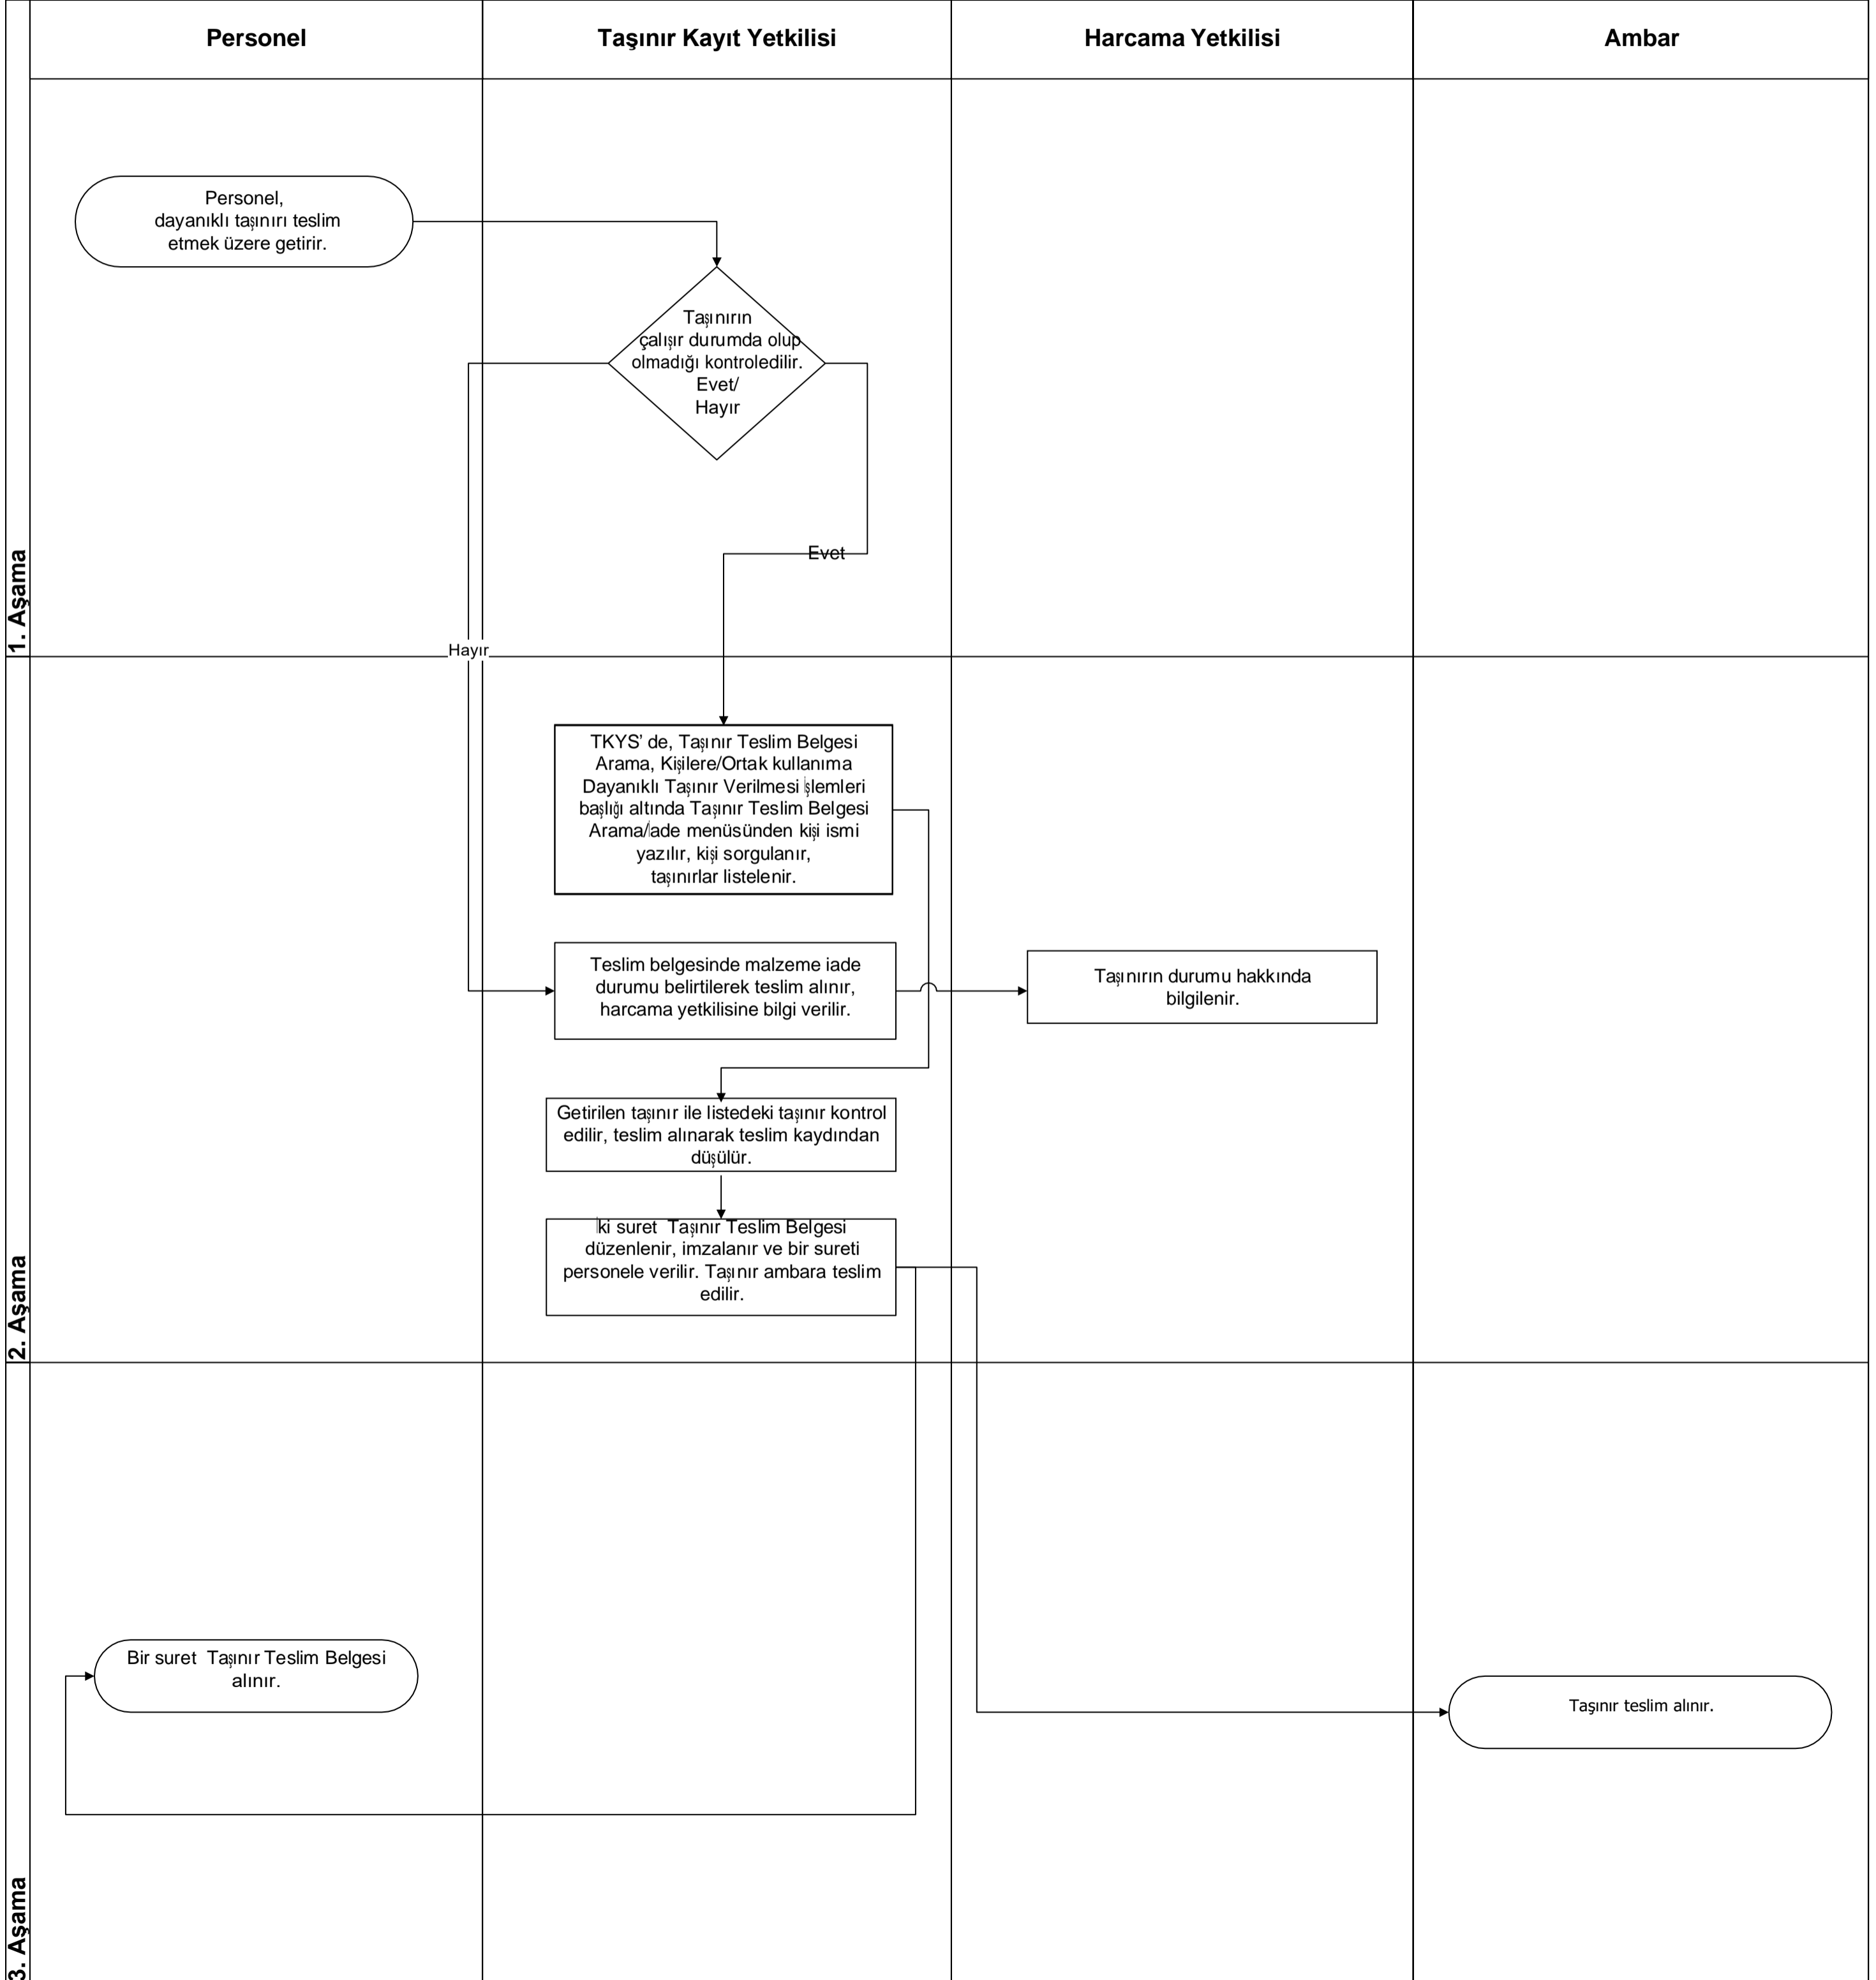 Personel
Taşınır Kayıt Yetkilisi
Harcama Yetkilisi
Ambar
1. Aşama
Personel,
dayanıklı taşınırı teslim
etmek üzere getirir.
Taşınırın
çalışır durumda olup
olmadığı kontroledilir.
Evet/
Hayır
Evet
Hayır
2. Aşama
TKYS' de, Taşınır Teslim Belgesi
Arama, Kişilere/Ortak kullanıma
Dayanıklı Taşınır Verilmesi İşlemleri
başlığı altında Taşınır Teslim Belgesi
Arama/İade menüsünden kişi ismi
yazılır, kişi sorgulanır,
taşınırlar listelenir.
Teslim belgesinde malzeme iade
durumu belirtilerek teslim alınır,
harcama yetkilisine bilgi verilir.
Taşınırın durumu hakkında
bilgilenir.
Getirilen taşınır ile listedeki taşınır kontrol
edilir, teslim alınarak teslim kaydından
düşülür.
İki suret Taşınır Teslim Belgesi
düzenlenir, imzalanır ve bir sureti
personele verilir. Taşınır ambara teslim
edilir.
3. Aşama
Bir suret Taşınır Teslim Belgesi
alınır.
Taşınır teslim alınır.